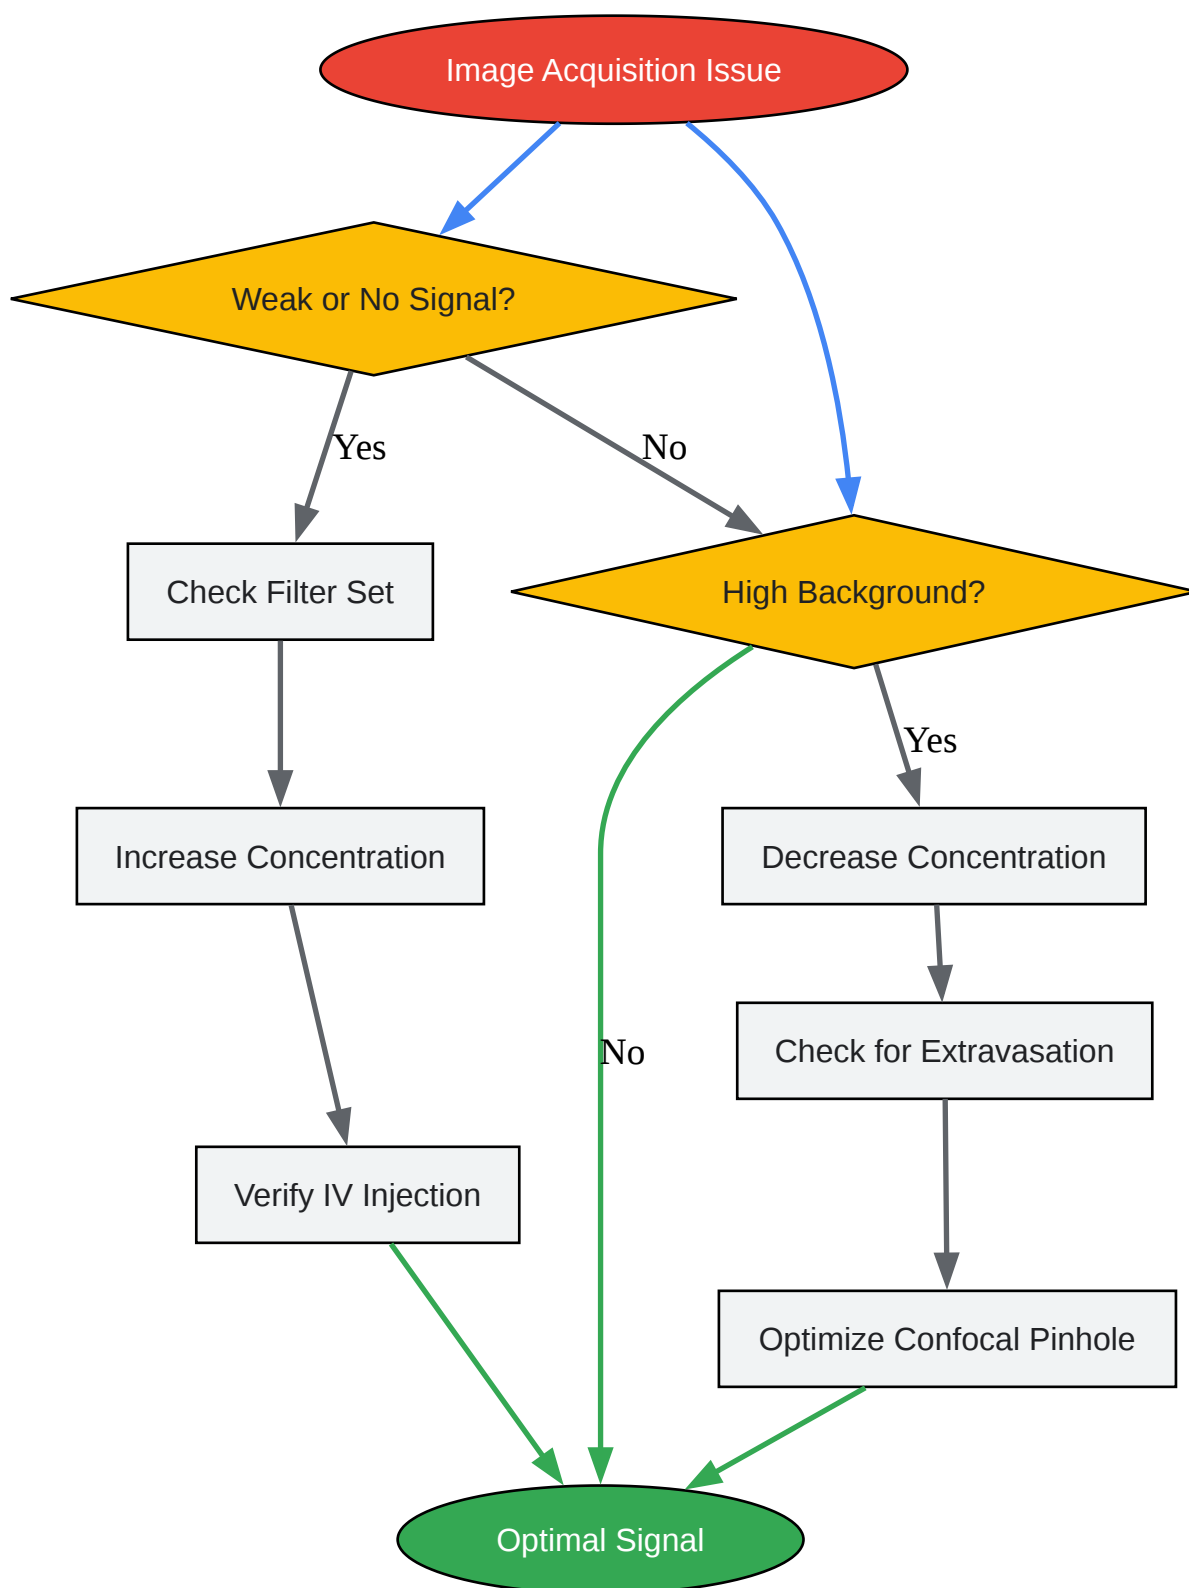 Image Acquisition Issue
Weak or No Signal?
Yes
No
Check Filter Set
High Background?
Yes
Increase Concentration
Decrease Concentration
No
Check for Extravasation
Verify IV Injection
Optimize Confocal Pinhole
Optimal Signal